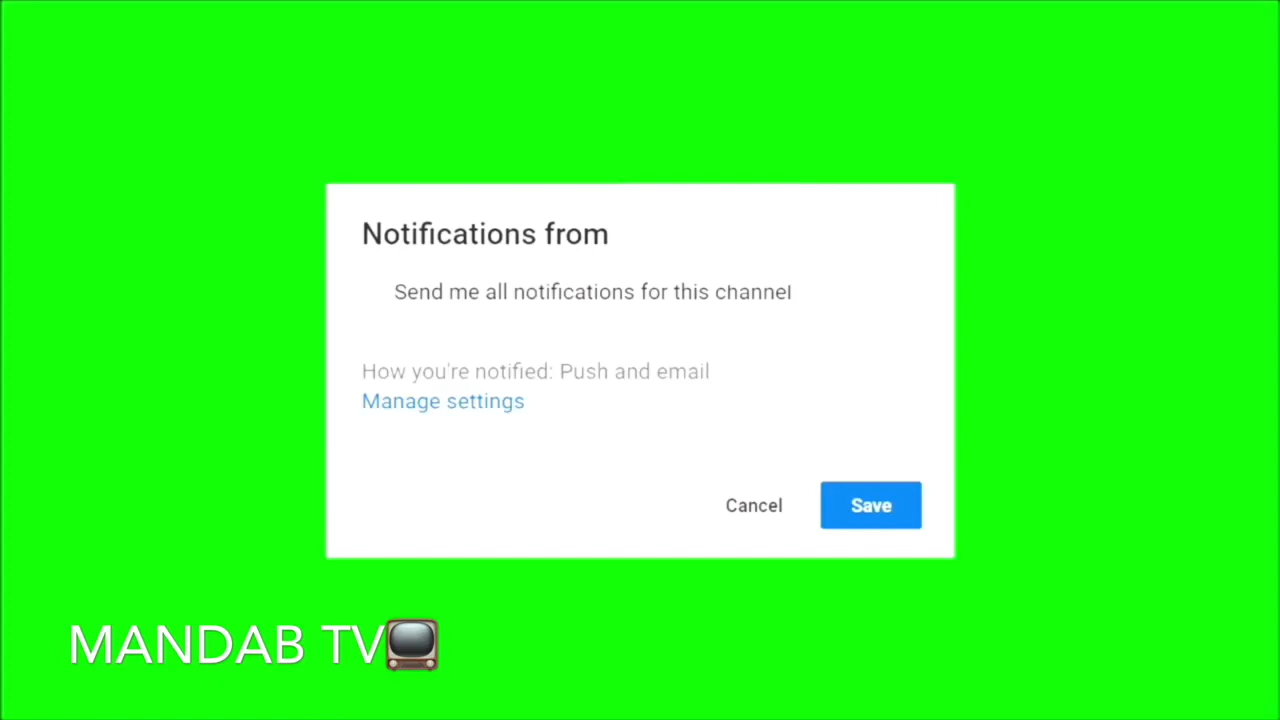 Notifications from
Send me all notifications for this channel
How you're notified: Push and email
Manage settings
Cancel
Save
MANDAB TV📺